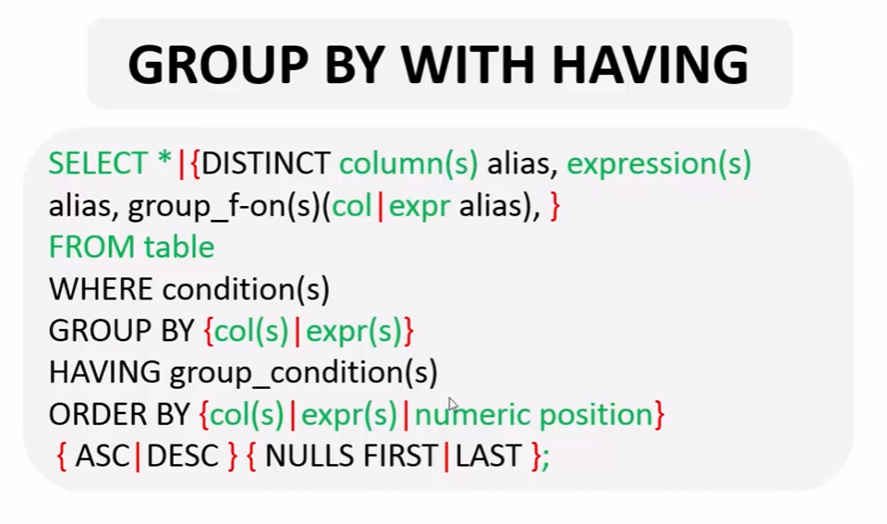 GROUP BY WITH HAVING
SELECT *|{DISTINCT column(s) alias, expression(s)
alias, group_f-on(s)(col|expr alias), }
FROM table
WHERE condition(s)
GROUP BY {col(s)|expr(s)}
HAVING group_condition(s)
ORDER BY {col(s)|expr(s)|numeric position}
{ ASC|DESC } { NULLS FIRST|LAST };